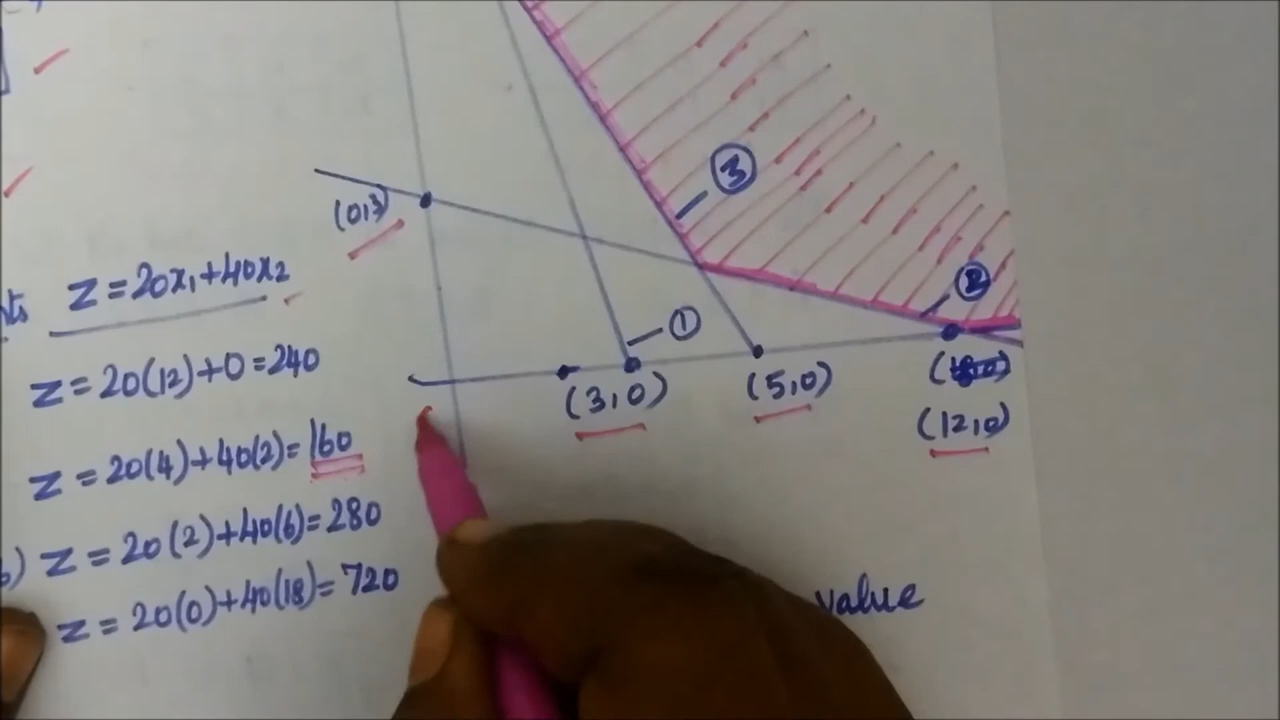 (0,3)
③
z = 20x₁+40x₂
②
①
z = 20(12)+0=240
(3,0)
(5,0)
(12,0)
z = 20(4)+40(2)=160
z = 20(2)+40(6)=280
z = 20(0)+40(18)=720
value